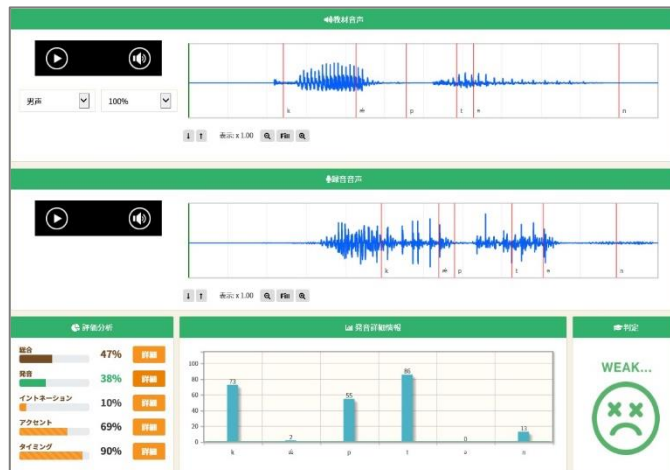 教材音声
男声
100%
k æ p t ə n
表示: x 1.00
Fill
録音音声
k æ p t ə n
表示: x 1.00
Fill
評価分析
総合
47%
詳細
発音
38%
詳細
イントネーション
10%
詳細
アクセント
69%
詳細
タイミング
90%
詳細
発音詳細情報
100
80
60
40
20
0
73
2
55
86
0
13
k æ p t ə n
判定
WEAK...